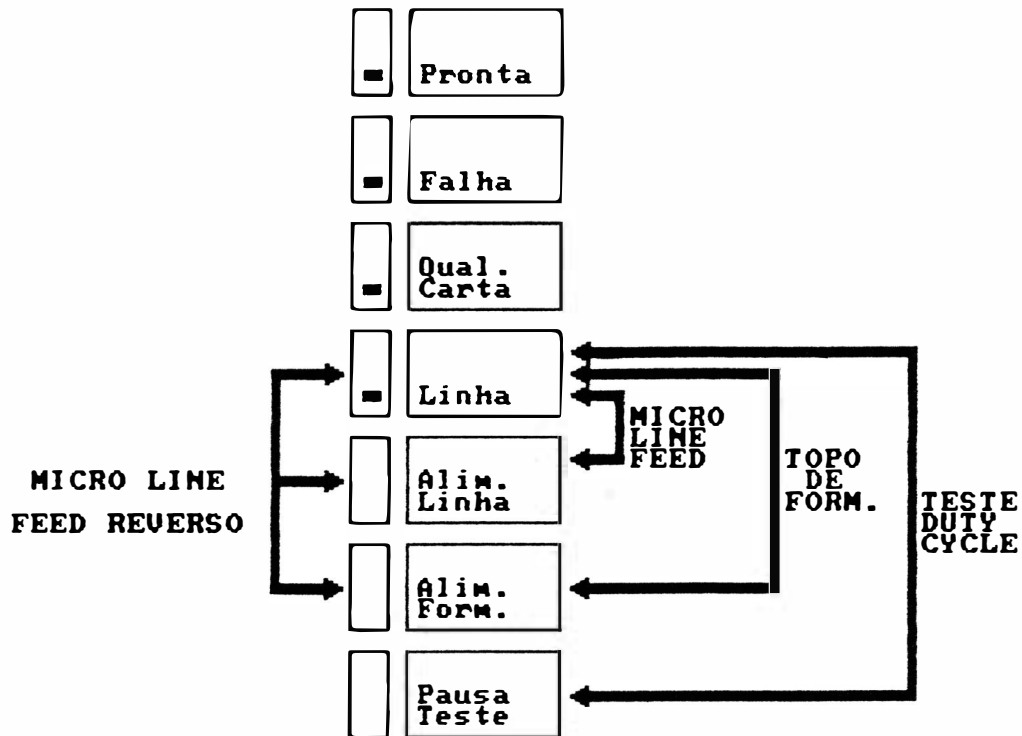 Pronta
Falha
Qual.
Carta
Linha
Alim.
Linha
Alim.
Form.
Pausa
Teste
MICRO LINE
FEED REVERSO
MICRO
LINE
FEED
TOPO
DE
FORM.
TESTE
DUTY
CYCLE